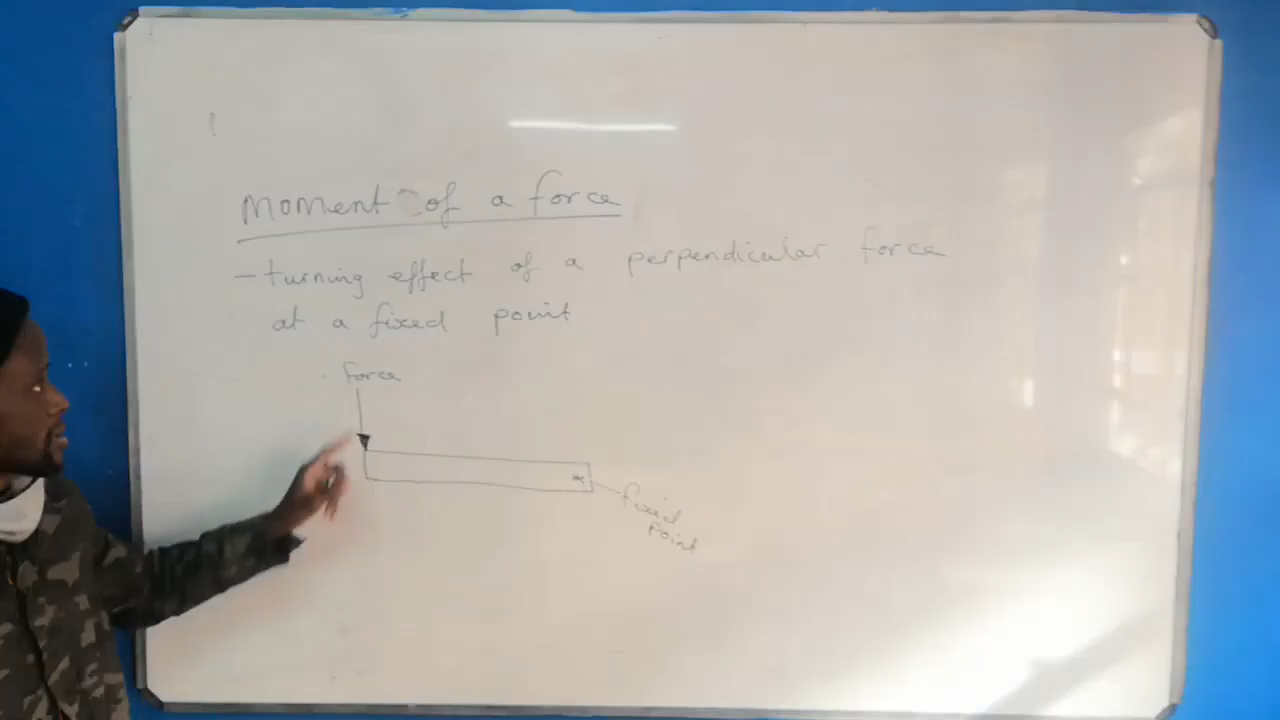 Moment of a force
- turning effect of a perpendicular force
at a fixed point
force
fixed
point